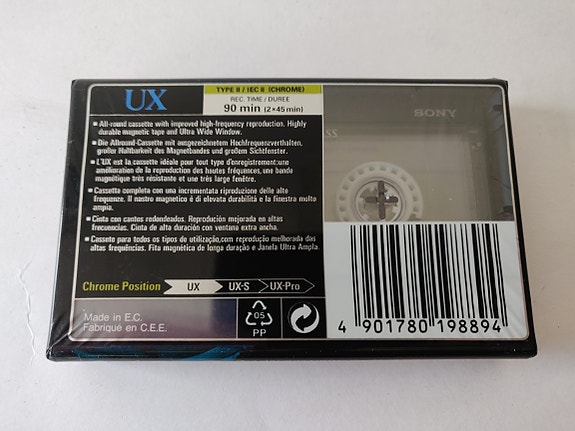 UX
TYPE II / IEC II (CHROME)
REC. TIME / DUREE
90 min (2×45 min)
SONY
▪ All-round cassette with improved high-frequency reproduction. Highly
durable magnetic tape and Ultra Wide Window.
▪ Die Allround-Cassette mit ausgezeichnetem Hochfrequenzverhalten,
großer Haltbarkeit des Magnetbandes und großem Sichtfenster.
▪ L'UX est la cassette idéale pour tout type d'enregistrement:une
amélioration de la reproduction des hautes fréquences, une bande
magnétique très résistante et une très large fenêtre.
▪ Cassetta completa con una incrementata riproduzione delle alte
frequenze. Il nastro magnetico è di elevata durabilità e la finestra molto
ampia.
▪ Cinta con cantos redondeados. Reproducción mejorada en altas
frecuencias. Cinta de alta duración con ventana extra ancha.
▪ Cassete para todos os tipos de utilização,com reprodução melhorada das
altas frequências. Fita magnética de longa duração e Janela Ultra Ampla.
Chrome Position UX UX-S UX-Pro
Made in E.C.
Fabriqué en C.E.E.
05
PP
4 901780 198894